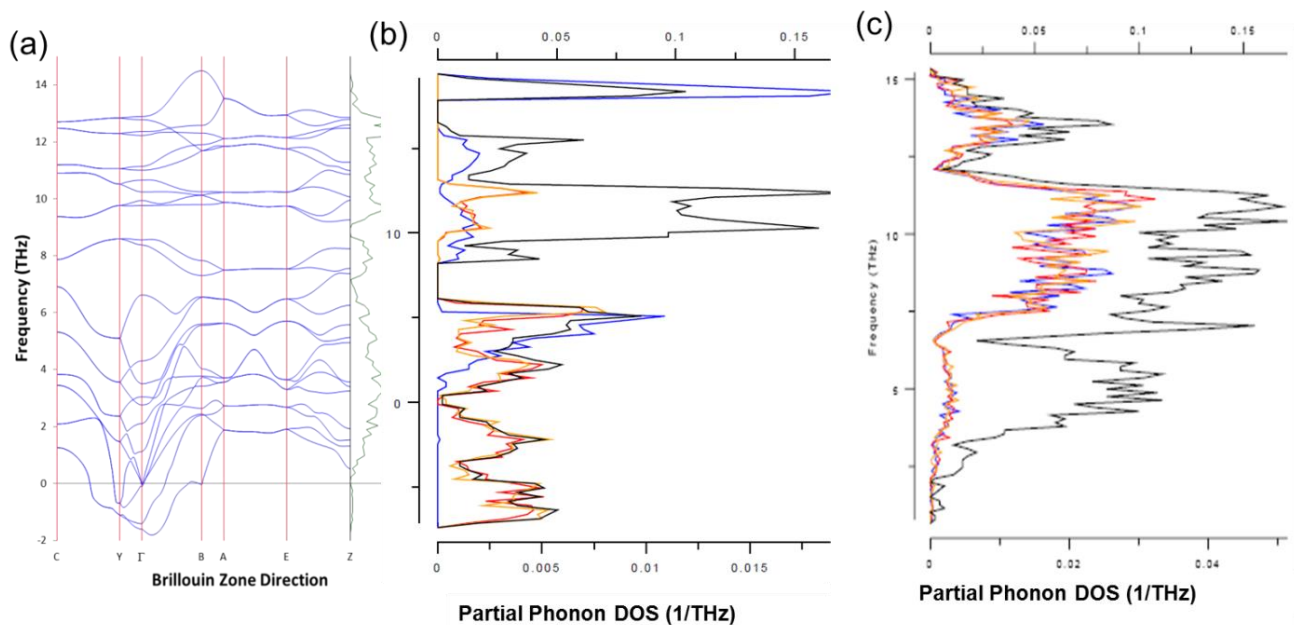 (a)
Frequency (THz)
14
12
10
8
6
4
2
0
-2
C Y Γ B A E Z
Brillouin Zone Direction
(b)
0 0.05 0.1 0.15
10
0
0 0.005 0.01 0.015
Partial Phonon DOS (1/THz)
(c)
0 0.05 0.1 0.15
Frequency (THz)
15
10
5
0 0.02 0.04
Partial Phonon DOS (1/THz)